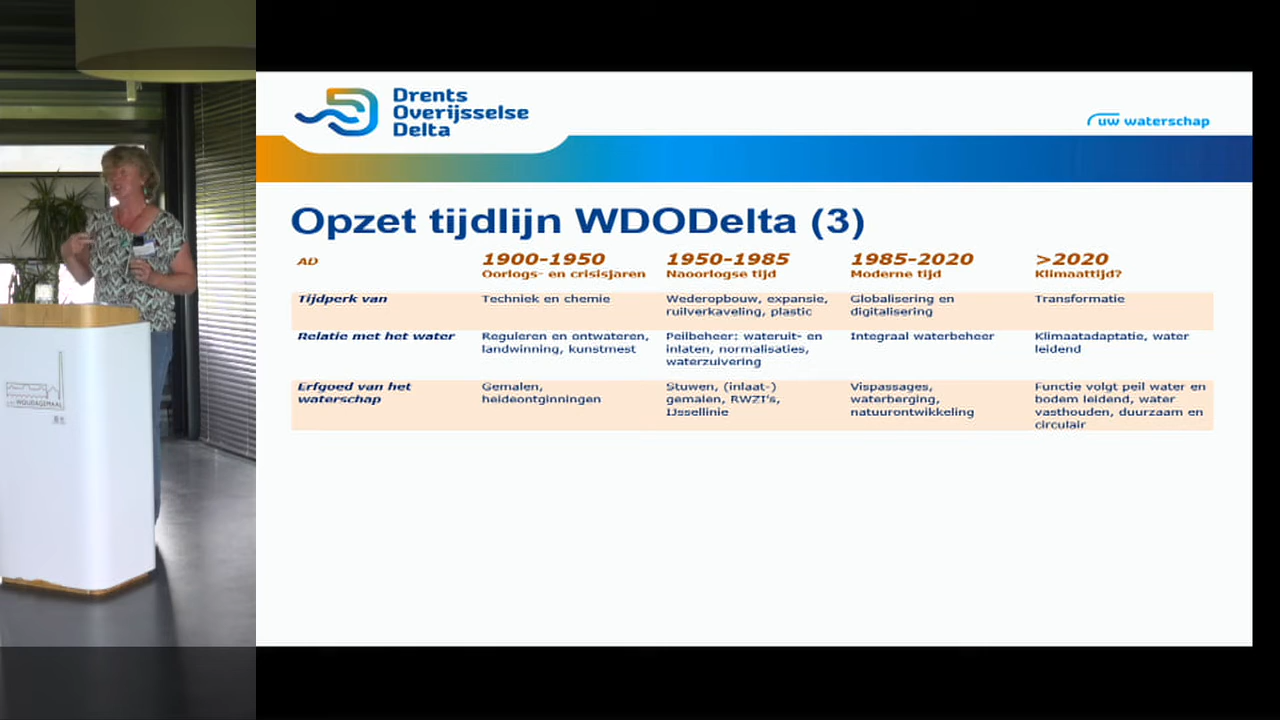 Drents
Overijsselse
Delta
uw waterschap
Opzet tijdlijn WDODelta (3)
AD
1900-1950
Oorlogs- en crisisjaren
1950-1985
Naoorlogse tijd
1985-2020
Moderne tijd
>2020
Klimaattijd?
Tijdperk van
Techniek en chemie
Wederopbouw, expansie,
ruilverkaveling, plastic
Globalisering en
digitalisering
Transformatie
Relatie met het water
Reguleren en ontwateren,
landwinning, kunstmest
Peilbeheer: wateruit- en
inlaten, normalisaties,
waterzuivering
Integraal waterbeheer
Klimaatadaptatie, water
leidend
Erfgoed van het
waterschap
Gemalen,
heideontginningen
Stuwen, (inlaat-)
gemalen, RWZI's,
IJssellinie
Vispassages,
waterberging,
natuurontwikkeling
Functie volgt peil water en
bodem leidend, water
vasthouden, duurzaam en
circulair
WOUDAGEMAAL